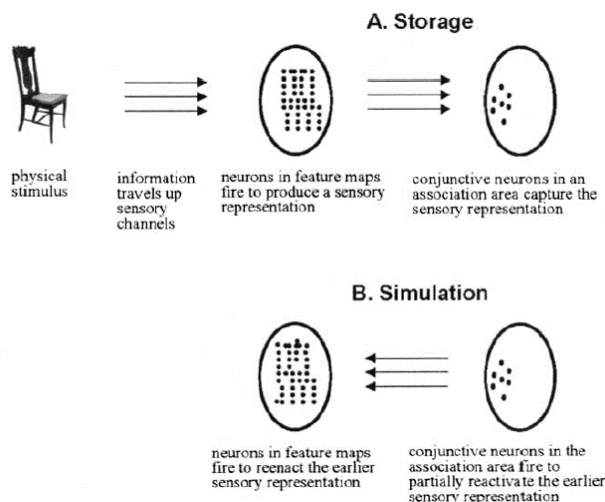 A. Storage
physical
stimulus
information
travels up
sensory
channels
neurons in feature maps
fire to produce a sensory
representation
conjunctive neurons in an
association area capture the
sensory representation
B. Simulation
neurons in feature maps
fire to reenact the earlier
sensory representation
conjunctive neurons in the
association area fire to
partially reactivate the earlier
sensory representation